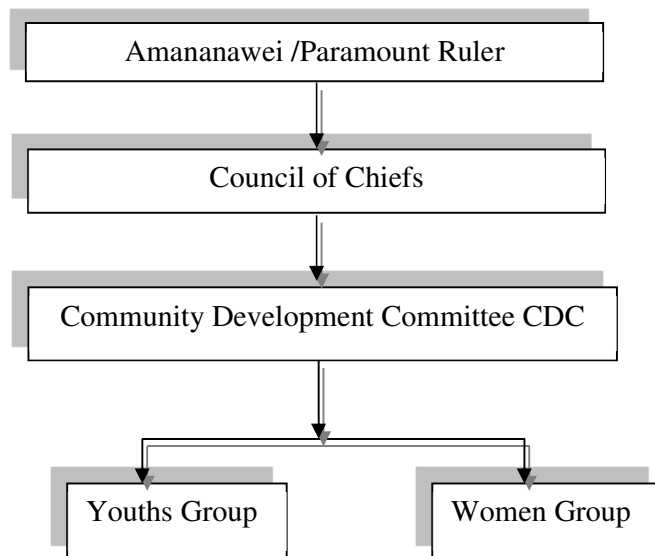 Amananawei /Paramount Ruler
Council of Chiefs
Community Development Committee CDC
Youths Group
Women Group